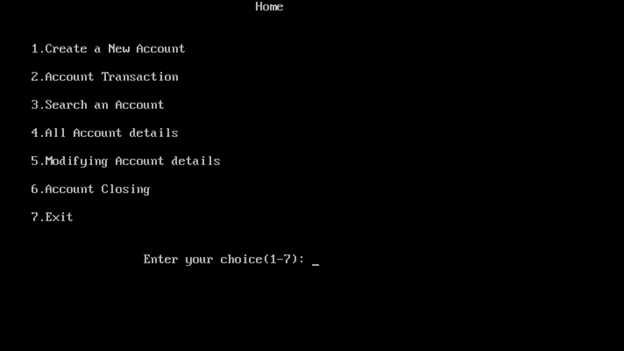 Home
1.Create a New Account
2.Account Transaction
3.Search an Account
4.All Account details
5.Modifying Account details
6.Account Closing
7.Exit
Enter your choice(1-7): _